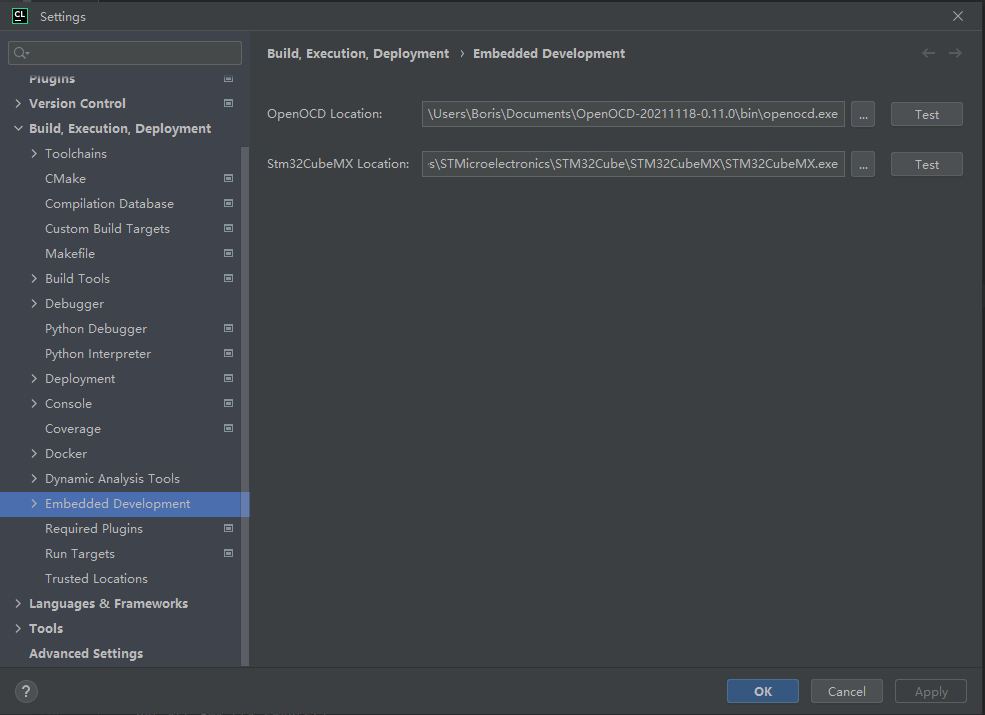 CL Settings
Plugins
Version Control
Build, Execution, Deployment
Toolchains
CMake
Compilation Database
Custom Build Targets
Makefile
Build Tools
Debugger
Python Debugger
Python Interpreter
Deployment
Console
Coverage
Docker
Dynamic Analysis Tools
Embedded Development
Required Plugins
Run Targets
Trusted Locations
Languages & Frameworks
Tools
Advanced Settings
Build, Execution, Deployment › Embedded Development
OpenOCD Location: \Users\Boris\Documents\OpenOCD-20211118-0.11.0\bin\openocd.exe ... Test
Stm32CubeMX Location: s\STMicroelectronics\STM32Cube\STM32CubeMX\STM32CubeMX.exe ... Test
? OK Cancel Apply